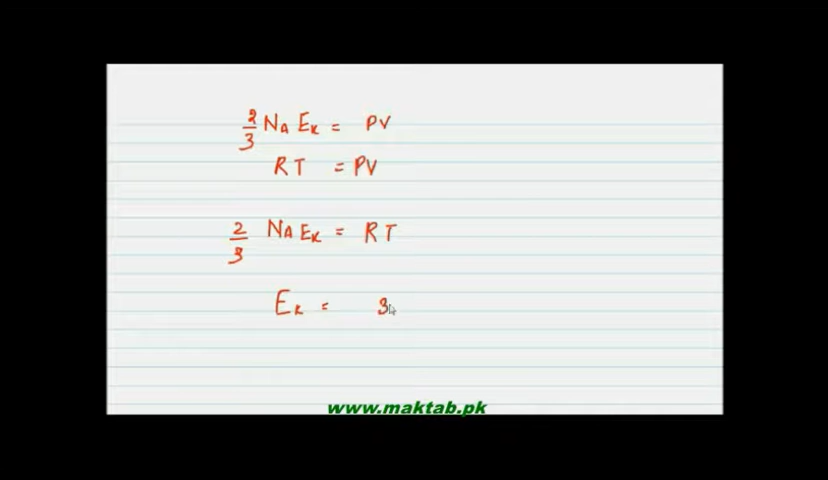 2/3 NA EK = PV
RT = PV
2/3 NA EK = RT
EK = 3
www.maktab.pk